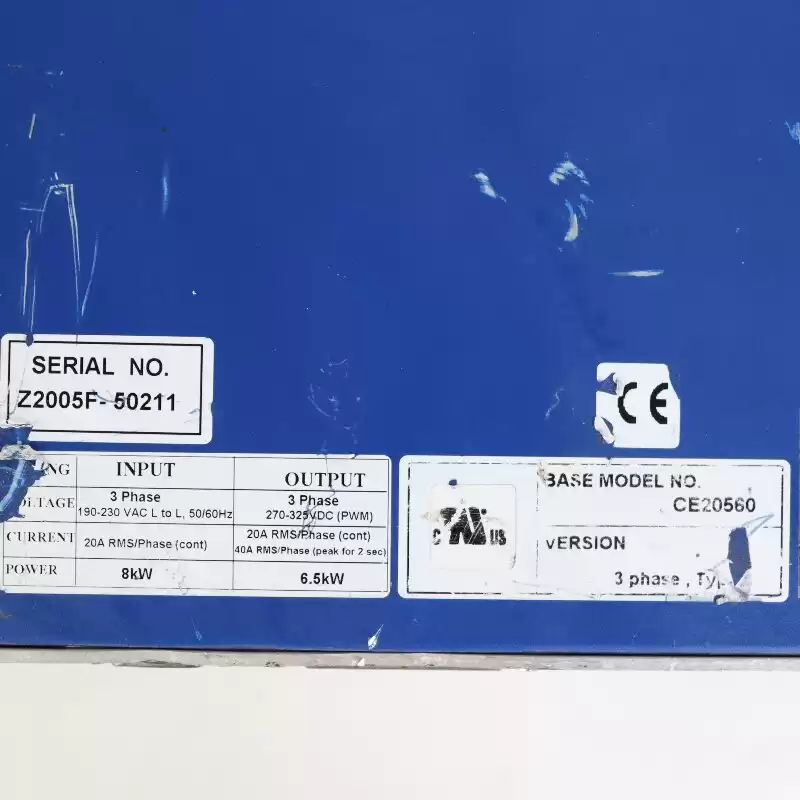 SERIAL NO.
Z2005F- 50211
CE
INPUT
OUTPUT
3 Phase
190-230 VAC L to L, 50/60Hz
3 Phase
270-325VDC (PWM)
CURRENT
20A RMS/Phase (cont)
20A RMS/Phase (cont)
40A RMS/Phase (peak for 2 sec)
POWER
8kW
6.5kW
c US
BASE MODEL NO.
CE20560
VERSION
3 phase ,